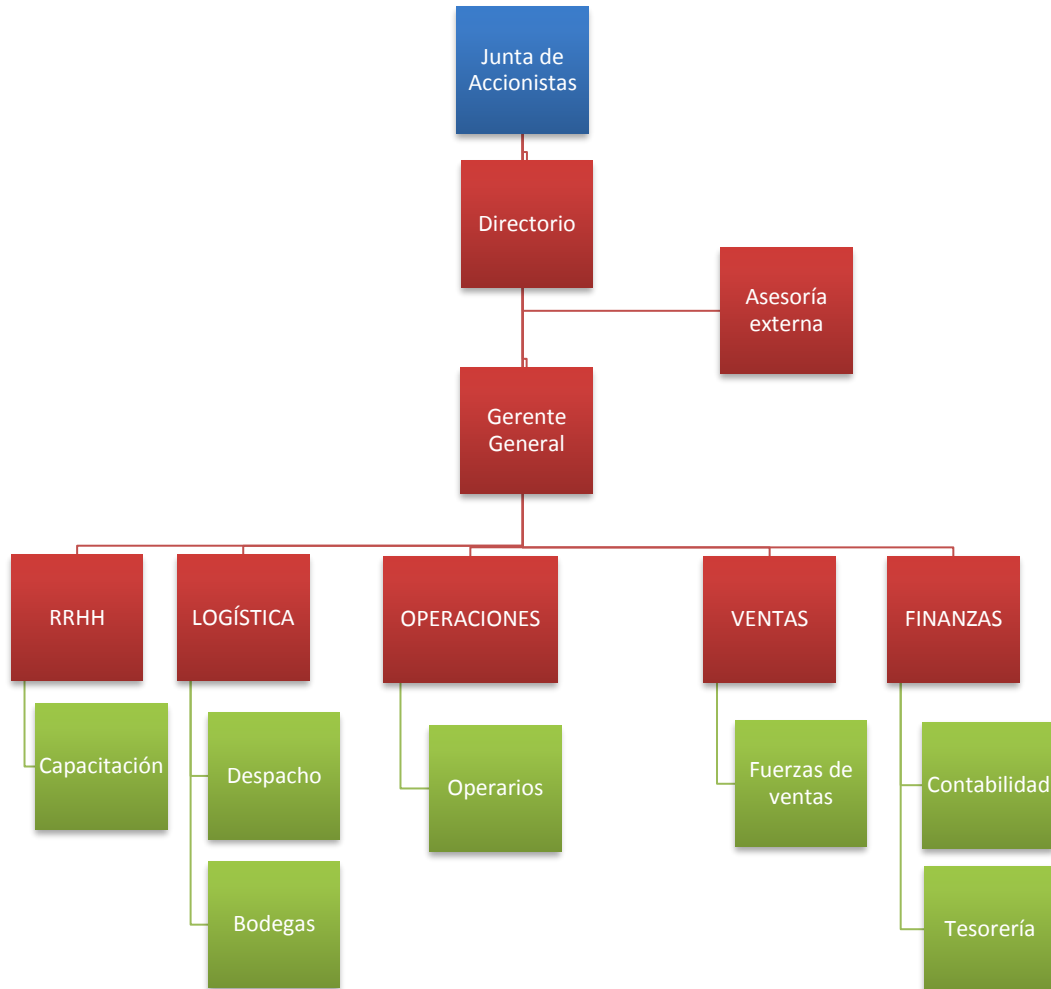 Junta de
Accionistas
Directorio
Asesoría
externa
Gerente
General
RRHH
LOGÍSTICA
OPERACIONES
VENTAS
FINANZAS
Capacitación
Despacho
Operarios
Fuerzas de
ventas
Contabilidad
Bodegas
Tesorería